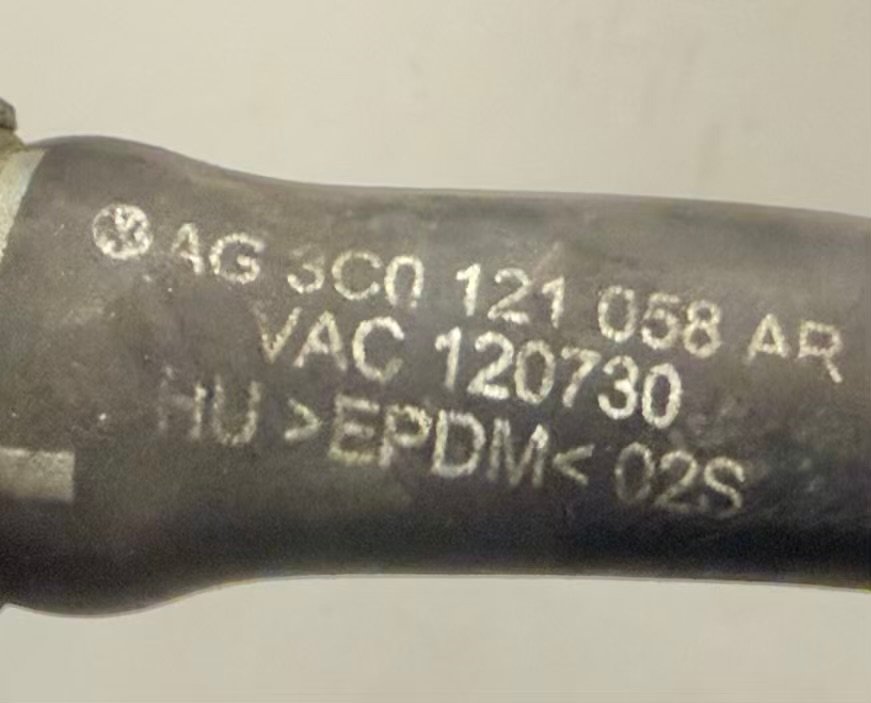 AG 3C0 121 058 AR
VAC 120730
HU >EPDM< 02S